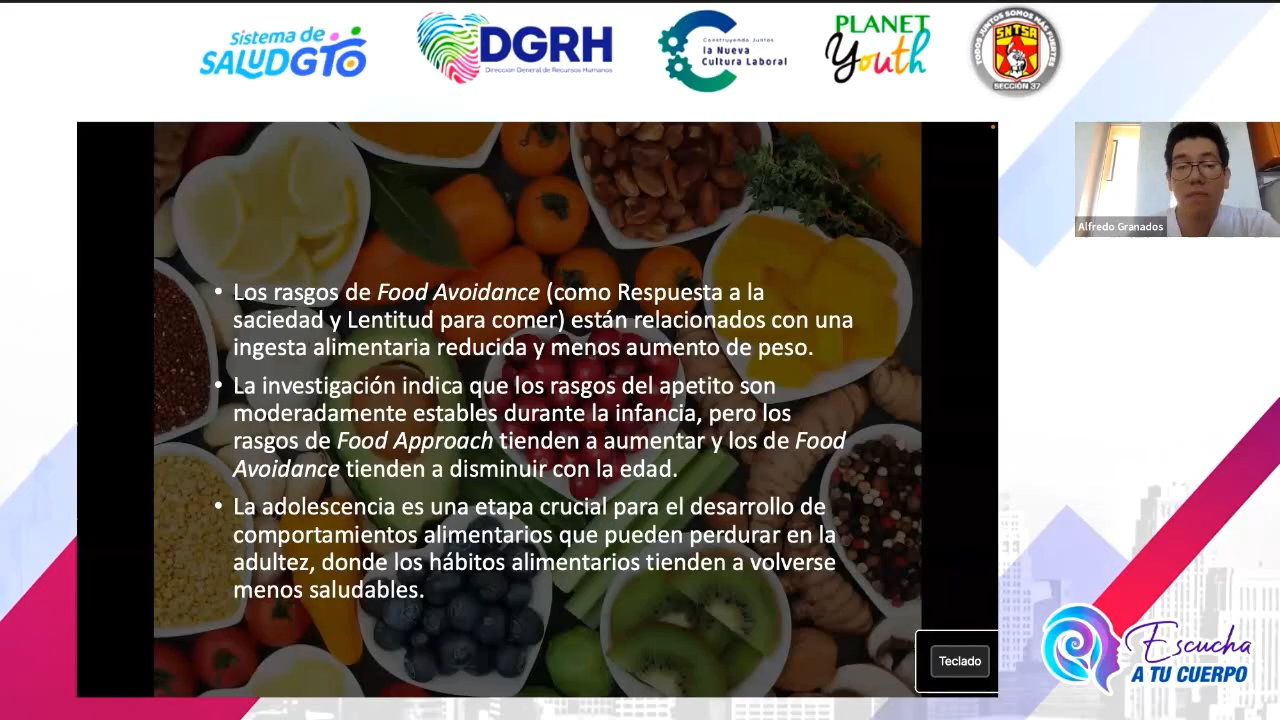 Sistema de
SALUDGTO
DGRH
Dirección General de Recursos Humanos
Construyendo Juntos
la Nueva
Cultura Laboral
PLANET
Youth
TODOS JUNTOS SOMOS MÁS FUERTES
SNTSA
SECCIÓN 37
Alfredo Granados
• Los rasgos de Food Avoidance (como Respuesta a la
saciedad y Lentitud para comer) están relacionados con una
ingesta alimentaria reducida y menos aumento de peso.
• La investigación indica que los rasgos del apetito son
moderadamente estables durante la infancia, pero los
rasgos de Food Approach tienden a aumentar y los de Food
Avoidance tienden a disminuir con la edad.
• La adolescencia es una etapa crucial para el desarrollo de
comportamientos alimentarios que pueden perdurar en la
adultez, donde los hábitos alimentarios tienden a volverse
menos saludables.
Teclado
Escucha
A TU CUERPO